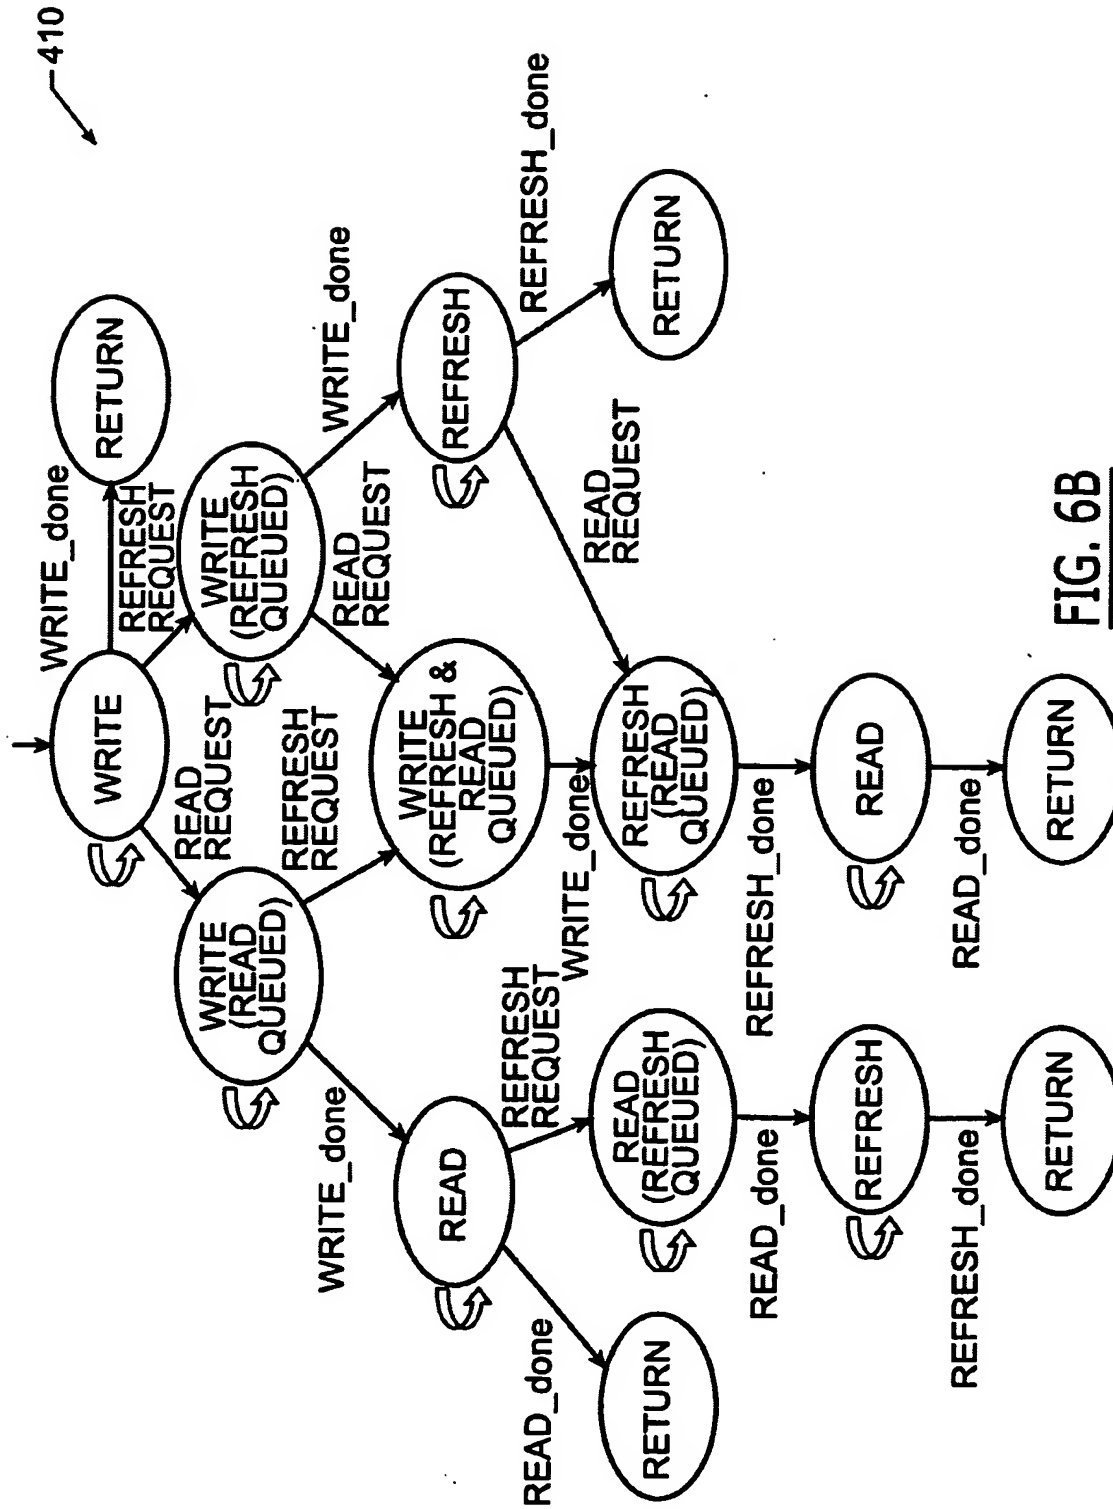 410
WRITE_done
WRITE
RETURN
READ
REQUEST
REFRESH
REQUEST
WRITE
(READ
QUEUED)
WRITE
(REFRESH
QUEUED)
WRITE_done
REFRESH
REQUEST
READ
REQUEST
WRITE_done
READ
WRITE
(REFRESH &
READ
QUEUED)
REFRESH
READ_done
REFRESH
REQUEST
WRITE_done
READ
REQUEST
REFRESH_done
RETURN
READ
(REFRESH
QUEUED)
REFRESH
(READ
QUEUED)
RETURN
READ_done
REFRESH_done
REFRESH
READ
REFRESH_done
READ_done
RETURN
RETURN
FIG. 6B